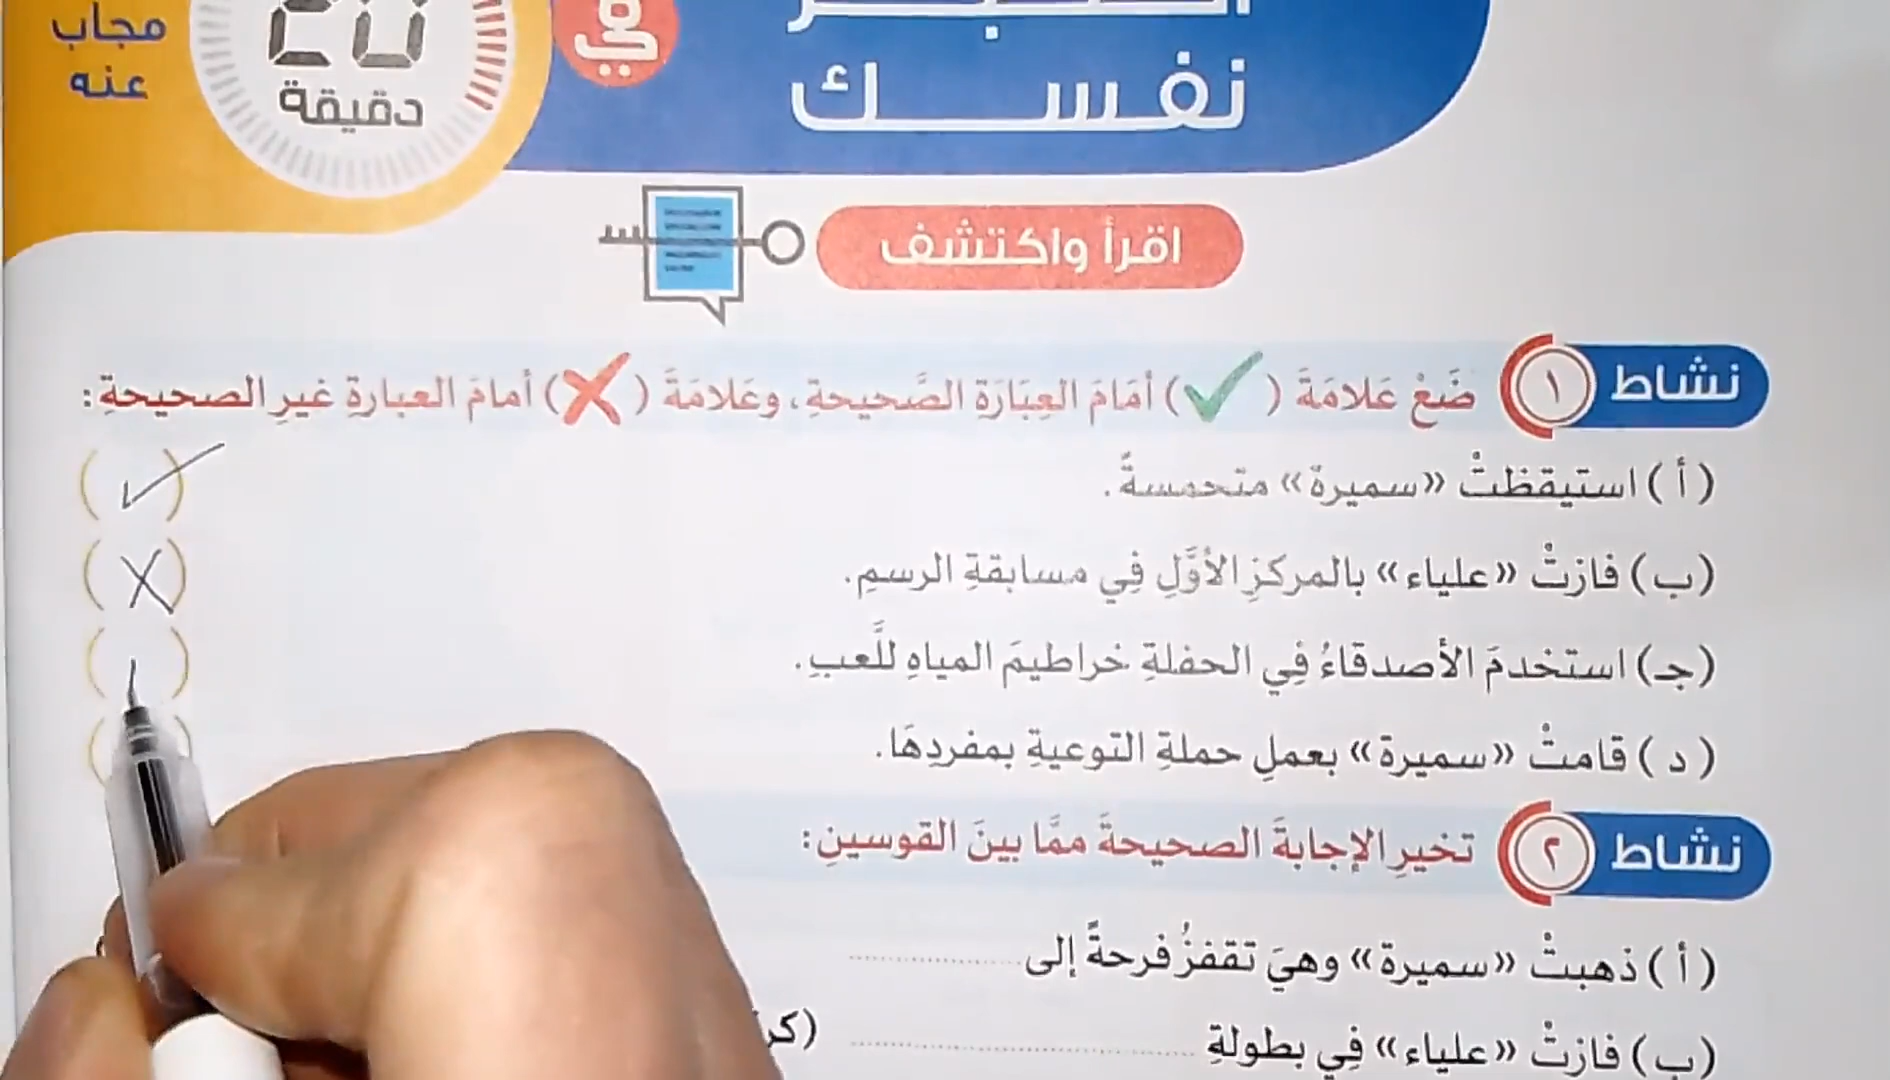 مجاب
عنه
20
دقيقة
في
نفسك
اقرأ واكتشف
نشاط ١ ضَعْ عَلامَةَ (✓) أمَامَ العِبَارَةِ الصَّحيحةِ، وعَلامَةَ (✗) أمامَ العبارةِ غيرِ الصحيحةِ:
(أ) استيقظتْ «سميرة» متحمسةً. (✓)
(ب) فازتْ «علياء» بالمركزِ الأوَّلِ فِي مسابقةِ الرسمِ. (✗)
(جـ) استخدمَ الأصدقاءُ فِي الحفلةِ خراطيمَ المياهِ للَّعبِ. ( )
(د) قامتْ «سميرة» بعملِ حملةِ التوعيةِ بمفردِهَا.
نشاط ٢ تخيرِ الإجابةَ الصحيحةَ ممَّا بينَ القوسينِ:
(أ) ذهبتْ «سميرة» وهيَ تقفزُ فرحةً إلى
(ب) فازتْ «علياء» فِي بطولةِ